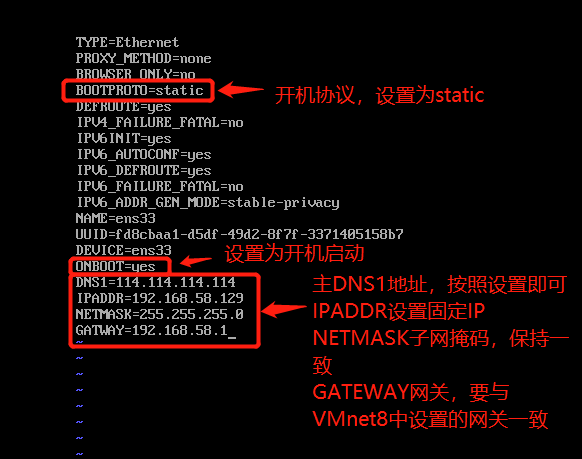 TYPE=Ethernet
PROXY_METHOD=none
BROWSER_ONLY=no
BOOTPROTO=static
开机协议，设置为static
DEFROUTE=yes
IPV4_FAILURE_FATAL=no
IPV6INIT=yes
IPV6_AUTOCONF=yes
IPV6_DEFROUTE=yes
IPV6_FAILURE_FATAL=no
IPV6_ADDR_GEN_MODE=stable-privacy
NAME=ens33
UUID=fd8cbaa1-d5df-49d2-8f7f-3371405158b7
DEVICE=ens33
设置为开机启动
ONBOOT=yes
DNS1=114.114.114.114
IPADDR=192.168.58.129
NETMASK=255.255.255.0
GATWAY=192.168.58.1_
主DNS1地址，按照设置即可
IPADDR设置固定IP
NETMASK子网掩码，保持一
致
GATEWAY网关，要与
VMnet8中设置的网关一致
~
~
~
~
~
~
~
~